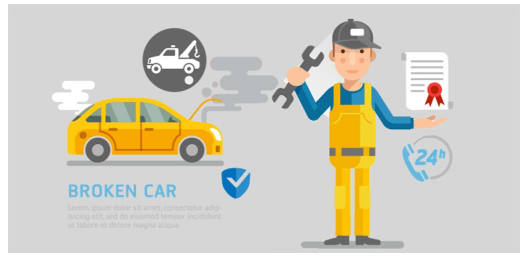 BROKEN CAR
Lorem ipsum dolor sit amet, consectetur adip-
isicing elit, sed do eiusmod tempor incididunt
ut labore et dolore magna aliqua.
24h